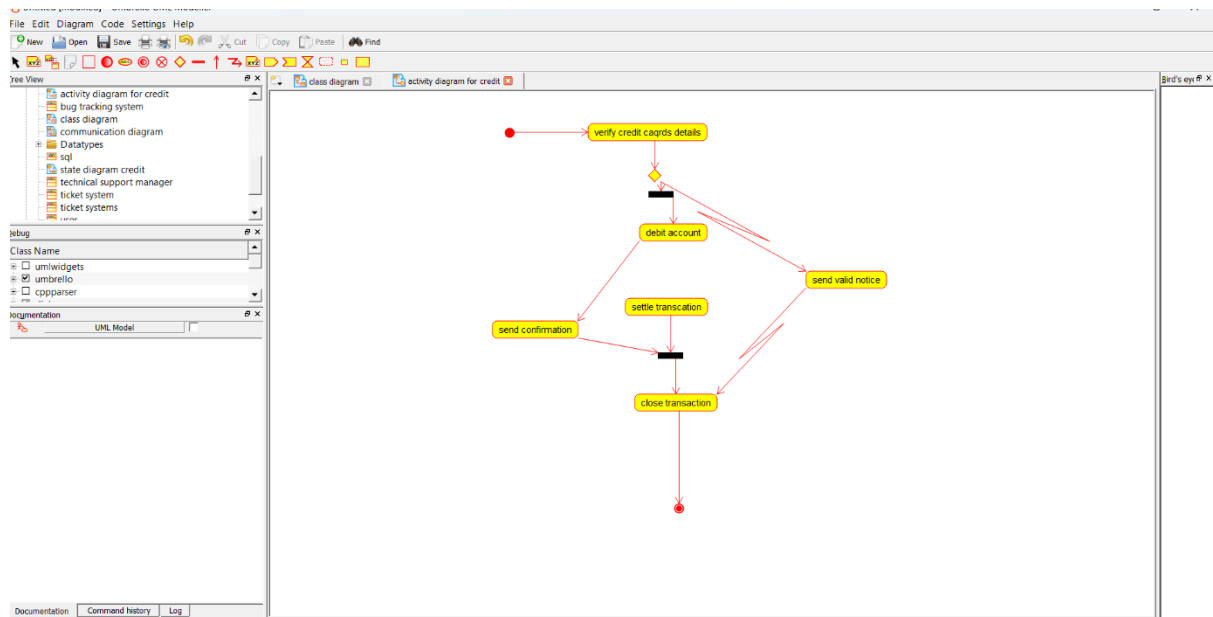 File Edit Diagram Code Settings Help
New Open Save Cut Copy Paste Find
Tree View
class diagram
activity diagram for credit
Bird's eye
activity diagram for credit
bug tracking system
class diagram
communication diagram
Datatypes
sql
state diagram credit
technical support manager
ticket system
ticket systems
Debug
Class Name
umlwidgets
umbrello
cppparser
Documentation
UML Model
verify credit caqrds details
debit account
send valid notice
settle transcation
send confirmation
close transaction
Documentation Command history Log